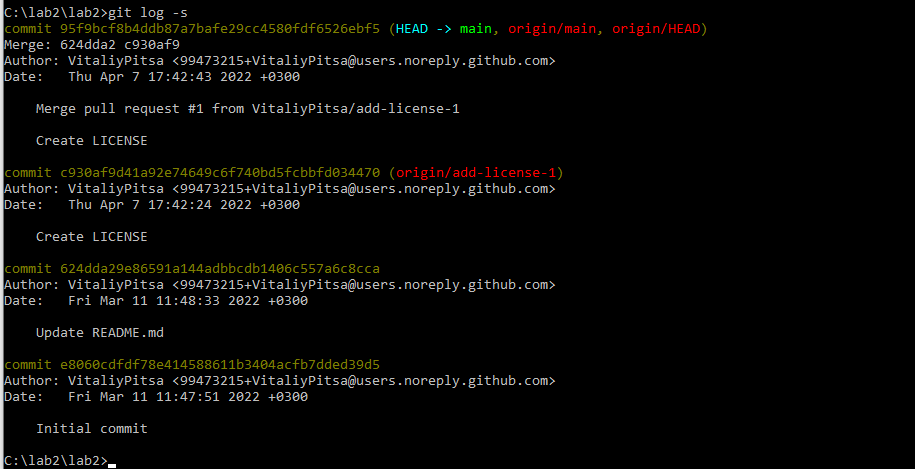 C:\lab2\lab2>git log -s
commit 95f9bcf8b4ddb87a7bafe29cc4580fdf6526ebf5 (HEAD -> main, origin/main, origin/HEAD)
Merge: 624dda2 c930af9
Author: VitaliyPitsa <99473215+VitaliyPitsa@users.noreply.github.com>
Date:   Thu Apr 7 17:42:43 2022 +0300
    Merge pull request #1 from VitaliyPitsa/add-license-1
    Create LICENSE
commit c930af9d41a92e74649c6f740bd5fcbbfd034470 (origin/add-license-1)
Author: VitaliyPitsa <99473215+VitaliyPitsa@users.noreply.github.com>
Date:   Thu Apr 7 17:42:24 2022 +0300
    Create LICENSE
commit 624dda29e86591a144adbbcdb1406c557a6c8cca
Author: VitaliyPitsa <99473215+VitaliyPitsa@users.noreply.github.com>
Date:   Fri Mar 11 11:48:33 2022 +0300
    Update README.md
commit e8060cdfdf78e414588611b3404acfb7dded39d5
Author: VitaliyPitsa <99473215+VitaliyPitsa@users.noreply.github.com>
Date:   Fri Mar 11 11:47:51 2022 +0300
    Initial commit
C:\lab2\lab2>